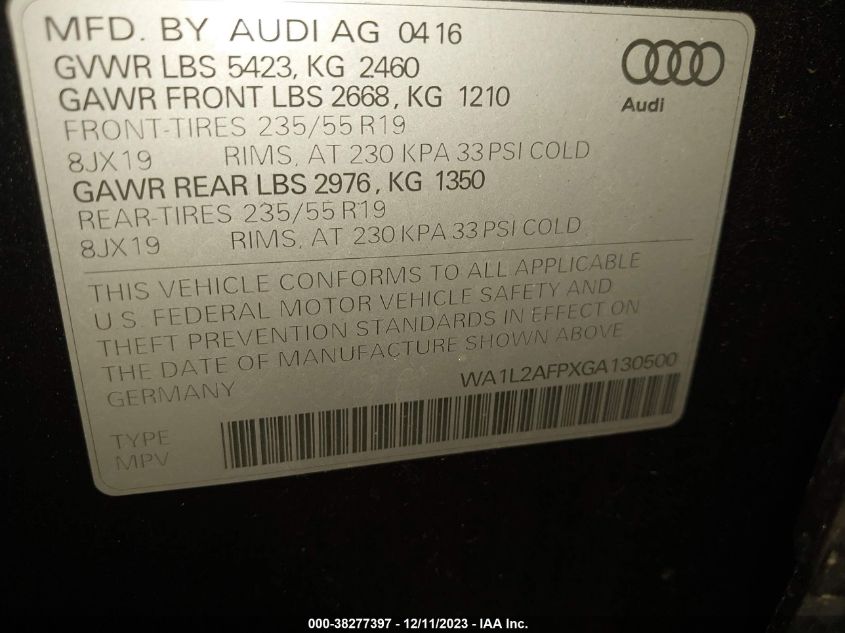 MFD. BY AUDI AG 0416
GVWR LBS 5423, KG 2460
GAWR FRONT LBS 2668, KG 1210
FRONT-TIRES 235/55 R19
8JX19 RIMS, AT 230 KPA 33 PSI COLD
GAWR REAR LBS 2976, KG 1350
REAR-TIRES 235/55 R19
8JX19 RIMS, AT 230 KPA 33 PSI COLD
Audi
THIS VEHICLE CONFORMS TO ALL APPLICABLE
U.S. FEDERAL MOTOR VEHICLE SAFETY AND
THEFT PREVENTION STANDARDS IN EFFECT ON
THE DATE OF MANUFACTURE SHOWN ABOVE
GERMANY WA1L2AFPXGA130500
TYPE
MPV
000-38277397 - 12/11/2023 - IAA Inc.